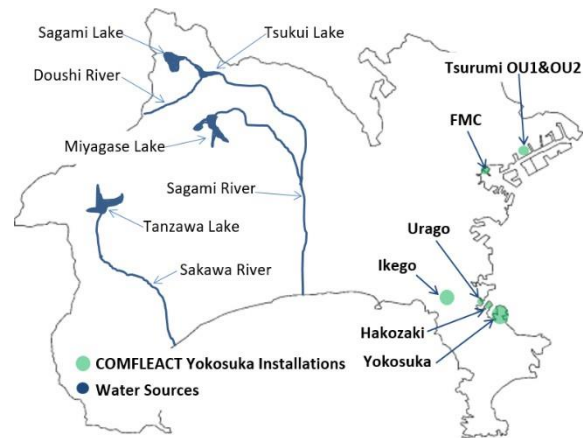 Sagami Lake
Tsukui Lake
Doushi River
Tsurumi OU1&OU2
FMC
Miyagase Lake
Sagami River
Tanzawa Lake
Urago
Ikego
Sakawa River
Hakozaki
Yokosuka
COMFLEACT Yokosuka Installations
Water Sources